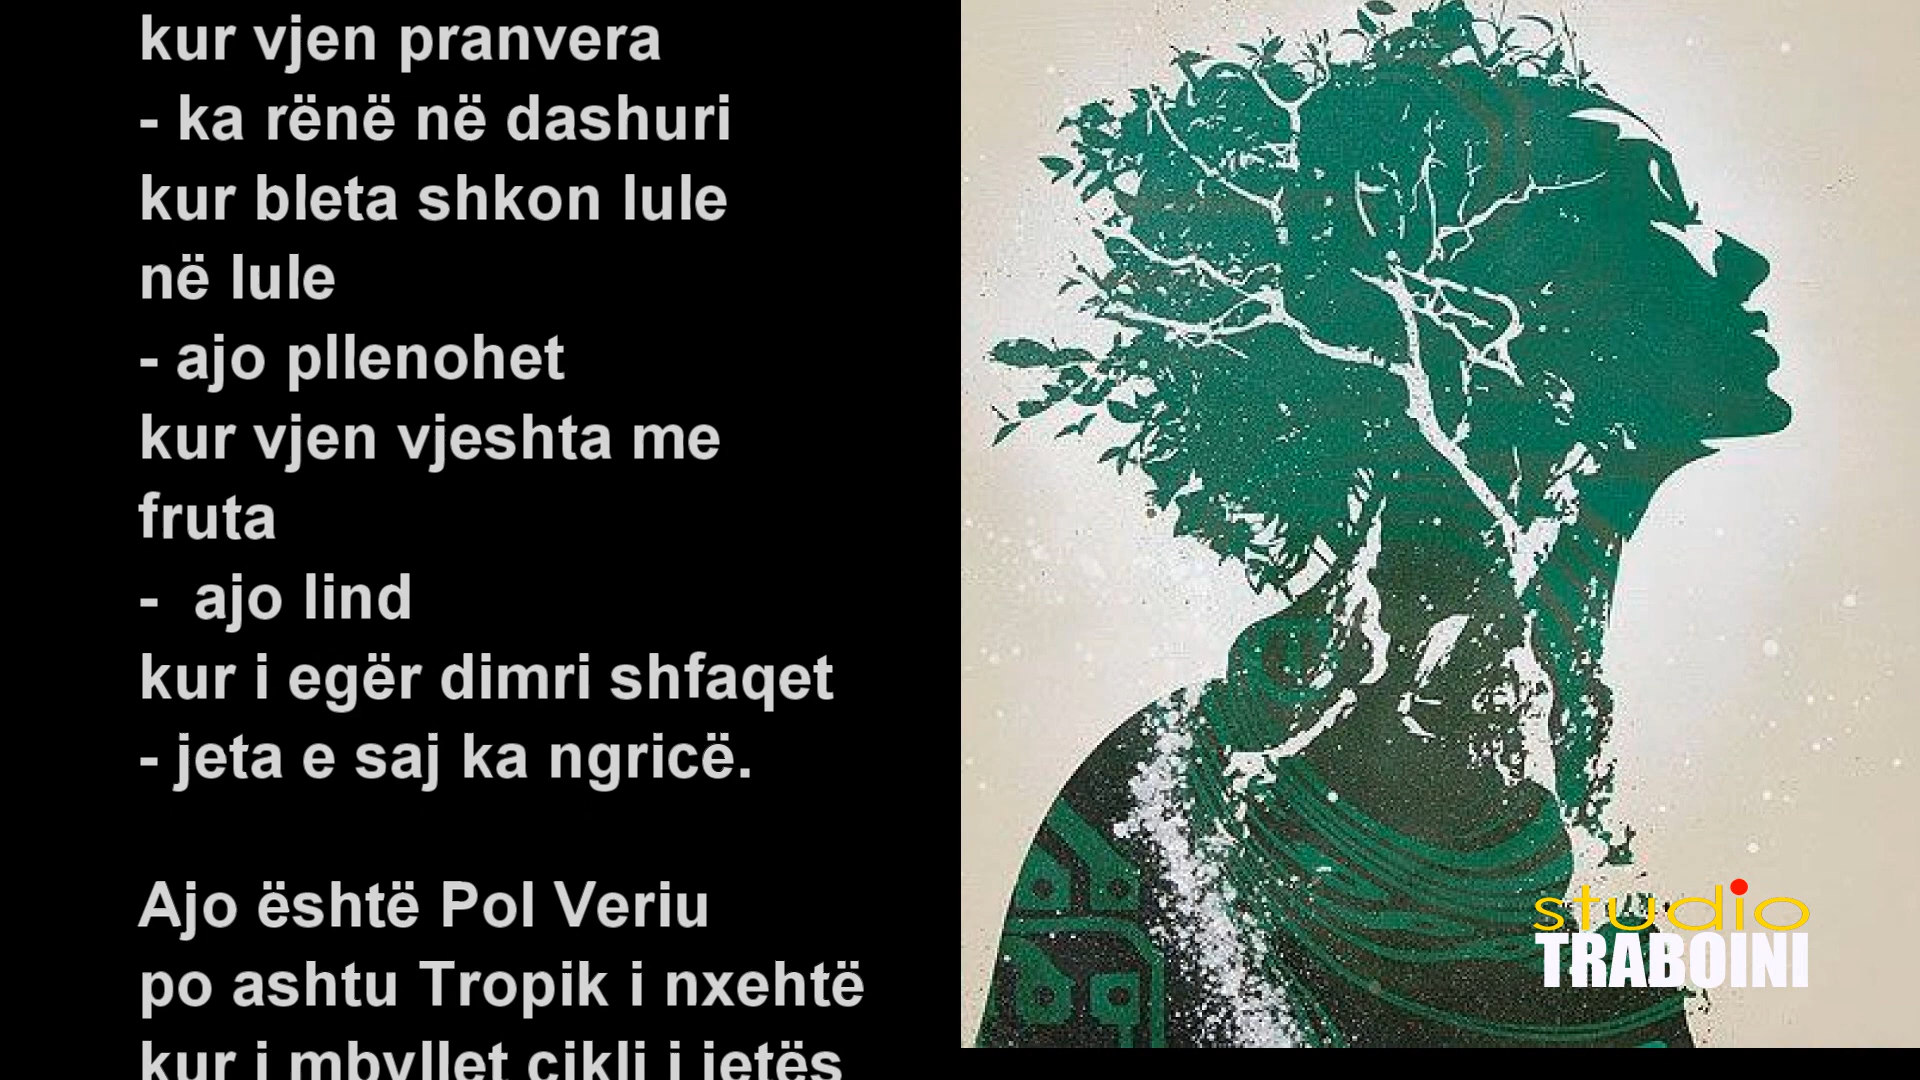 kur vjen pranvera
- ka rënë në dashuri
kur bleta shkon lule
në lule
- ajo pllenohet
kur vjen vjeshta me
fruta
-  ajo lind
kur i egër dimri shfaqet
- jeta e saj ka ngricë.
Ajo është Pol Veriu
po ashtu Tropik i nxehtë
kur i mbyllet cikli i jetës
studio
TRABOINI